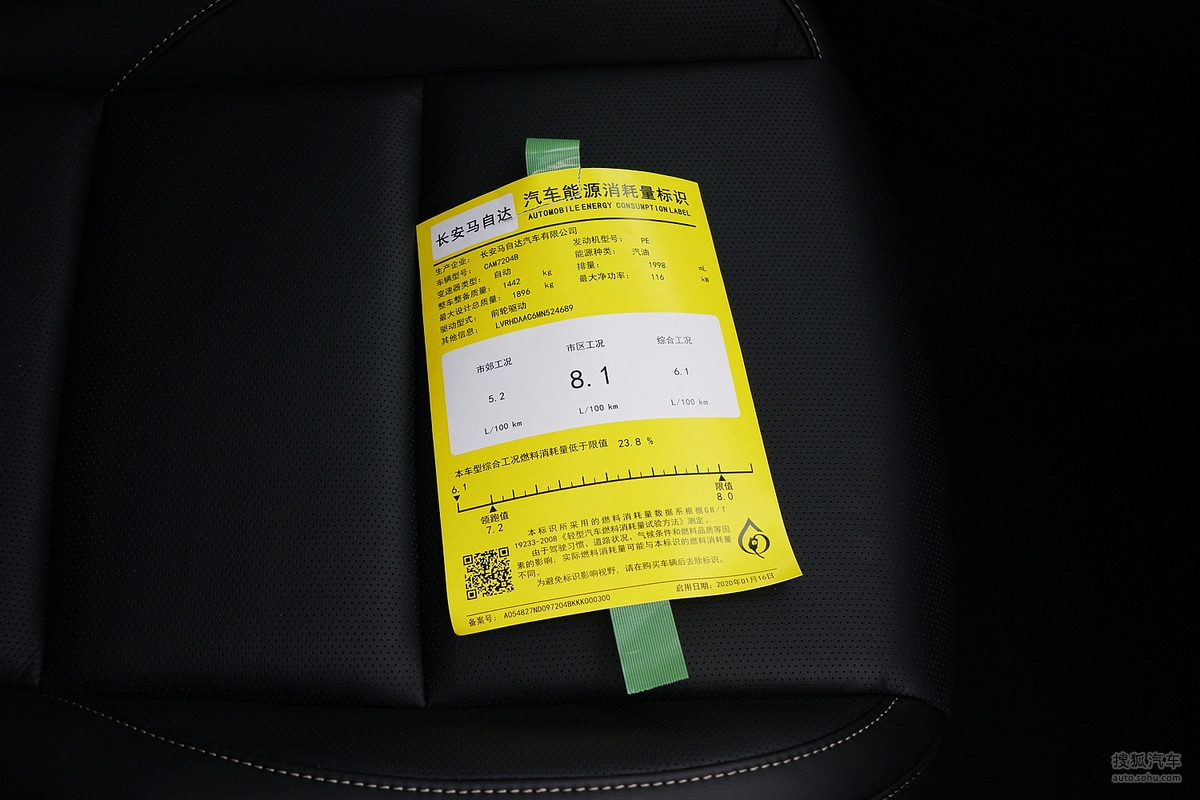 长安马自达
汽车能源消耗量标识
AUTOMOBILE ENERGY CONSUMPTION LABEL
生产企业： 长安马自达汽车有限公司
车辆型号： CAM7204B 发动机型号： PE
变速器类型： 自动 能源种类： 汽油
整车整备质量： 1442 kg 排量： 1998 mL
最大设计总质量： 1896 kg 最大净功率： 116 kW
驱动型式： 前轮驱动
其他信息： LVRHDAAC6MN524689
市郊工况 市区工况 综合工况
5.2 8.1 6.1
L/100 km L/100 km L/100 km
本车型综合工况燃料消耗量低于限值 23.8 %
6.1
领跑值 限值
7.2 8.0
本标识所采用的燃料消耗量数据系根据GB/T
19233-2008《轻型汽车燃料消耗量试验方法》测定。
由于驾驶习惯、道路状况、气候条件和燃料品质等因
素的影响，实际燃料消耗量可能与本标识的燃料消耗量
不同。
为避免标识影响视野，请在购买车辆后去除标识。
备案号： A054827ND097204BKKK000300 启用日期：2020年01月16日
搜狐汽车
auto.sohu.com